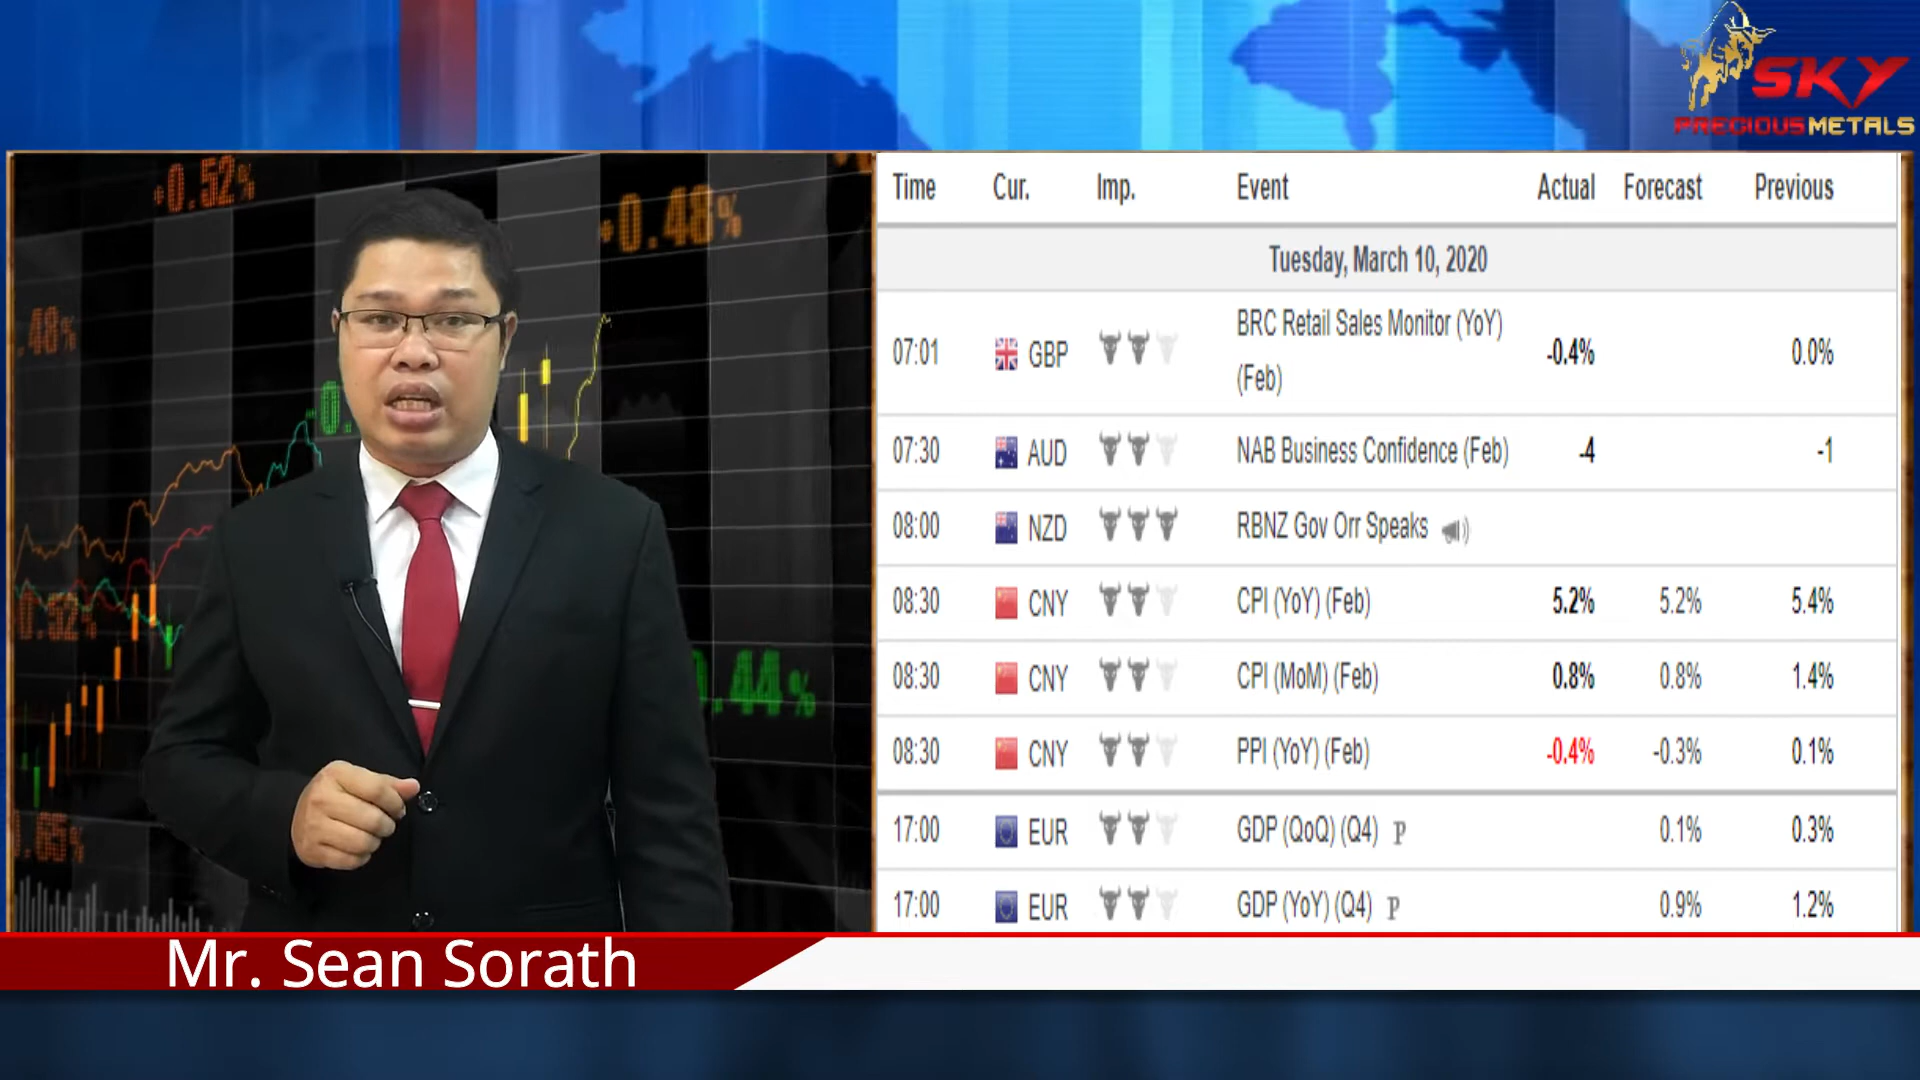 SKY
PRECIOUS METALS
+0.52%
+0.48%
.48%
0.52%
0.44%
0.65%
Time Cur. Imp. Event Actual Forecast Previous
Tuesday, March 10, 2020
07:01 GBP BRC Retail Sales Monitor (YoY) (Feb) -0.4% 0.0%
07:30 AUD NAB Business Confidence (Feb) -4 -1
08:00 NZD RBNZ Gov Orr Speaks
08:30 CNY CPI (YoY) (Feb) 5.2% 5.2% 5.4%
08:30 CNY CPI (MoM) (Feb) 0.8% 0.8% 1.4%
08:30 CNY PPI (YoY) (Feb) -0.4% -0.3% 0.1%
17:00 EUR GDP (QoQ) (Q4) P 0.1% 0.3%
17:00 EUR GDP (YoY) (Q4) P 0.9% 1.2%
Mr. Sean Sorath